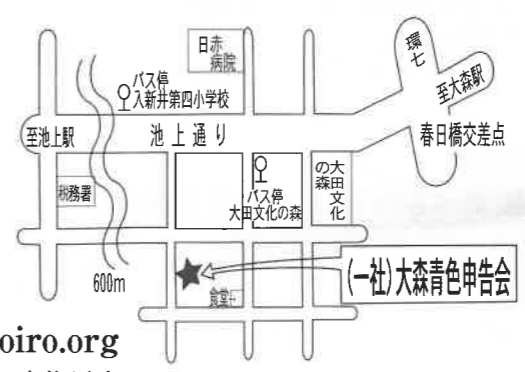 日赤
病院
環七
バス停
入新井第四小学校
至大森駅
至池上駅
池上通り
春日橋交差点
大田文化
の森
バス停
大田文化の森
税務署
600m
食堂
(一社)大森青色申告会
oiro.org